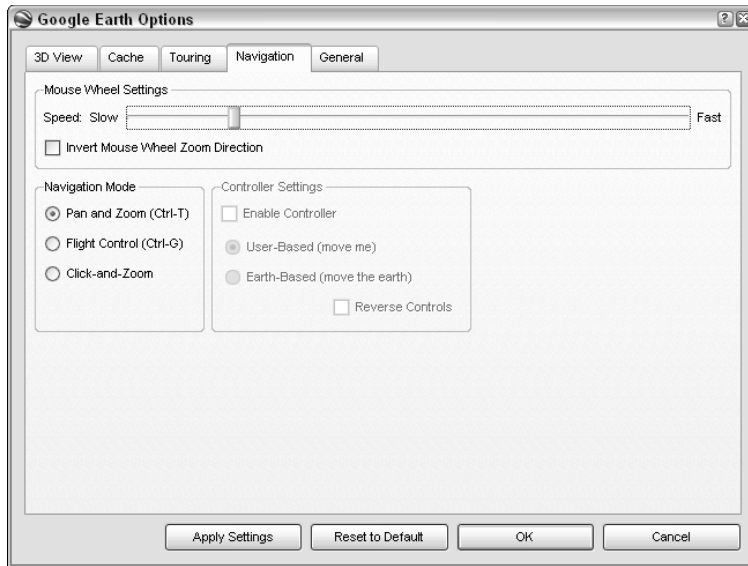 Google Earth Options
3D View Cache Touring Navigation General
Mouse Wheel Settings
Speed: Slow Fast
Invert Mouse Wheel Zoom Direction
Navigation Mode
Pan and Zoom (Ctrl-T)
Flight Control (Ctrl-G)
Click-and-Zoom
Controller Settings
Enable Controller
User-Based (move me)
Earth-Based (move the earth)
Reverse Controls
Apply Settings Reset to Default OK Cancel